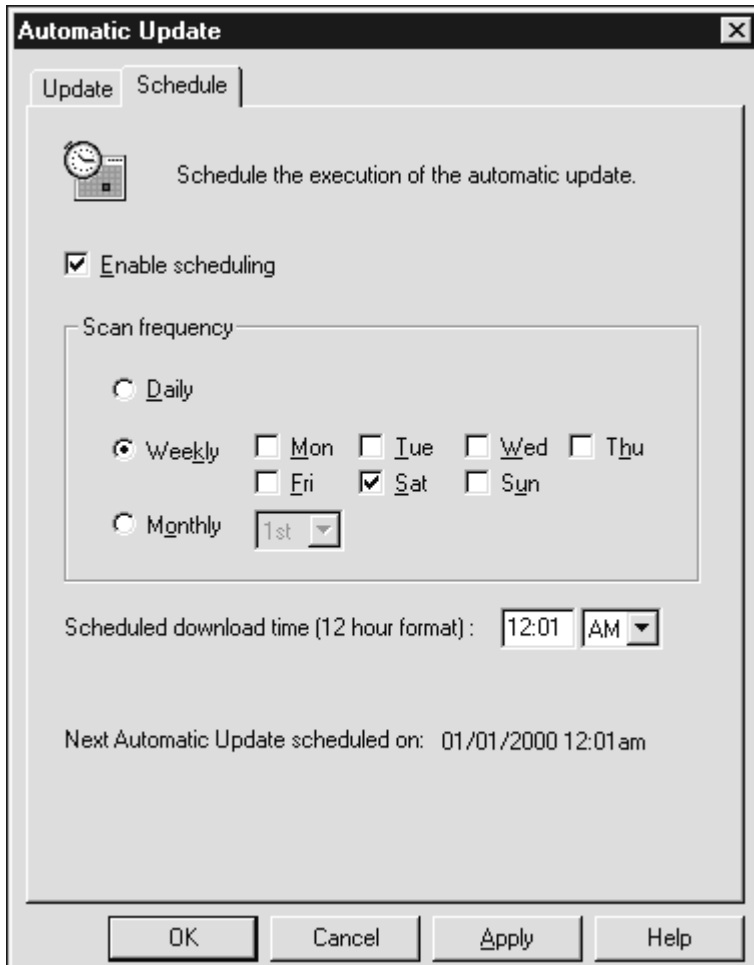 Automatic Update
Update Schedule
Schedule the execution of the automatic update.
Enable scheduling
Scan frequency
Daily
Weekly Mon Tue Wed Thu
Fri Sat Sun
Monthly 1st
Scheduled download time (12 hour format) : 12:01 AM
Next Automatic Update scheduled on: 01/01/2000 12:01am
OK Cancel Apply Help